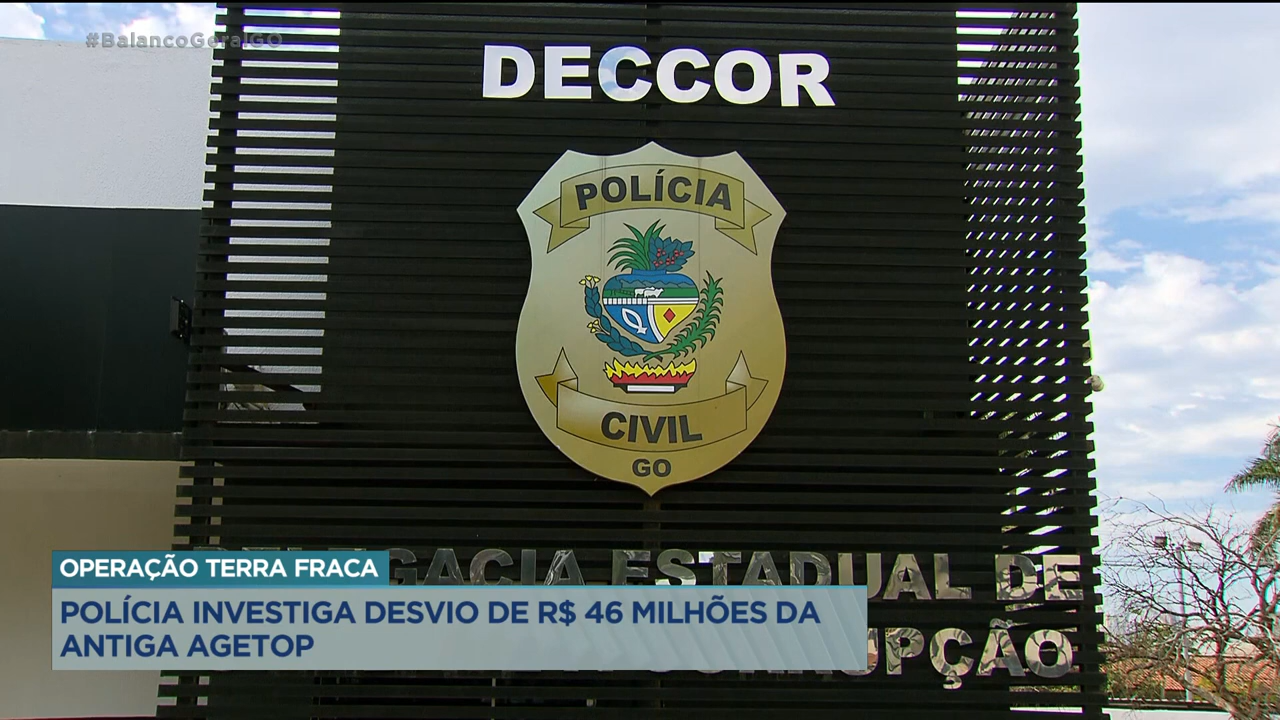 #BalancoGeralGO
DECCOR
POLÍCIA
CIVIL
GO
ESTADUAL DE
OPERAÇÃO TERRA FRACA
POLÍCIA INVESTIGA DESVIO DE R$ 46 MILHÕES DA
ANTIGA AGETOP